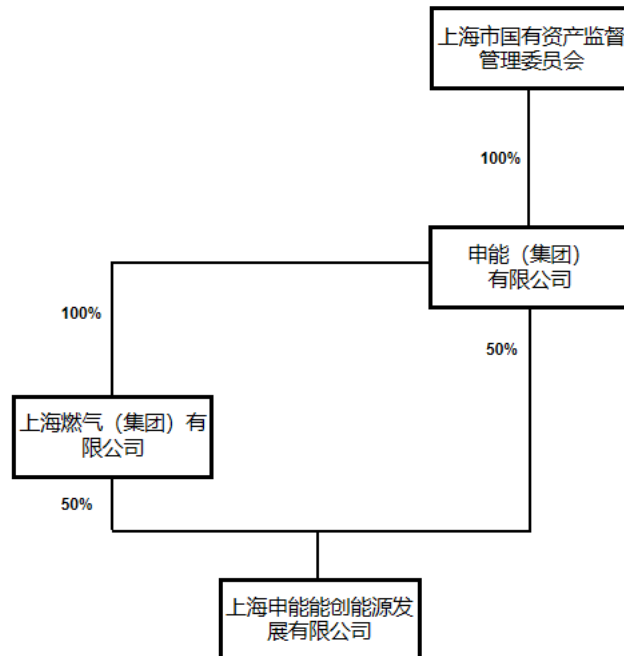 上海市国有资产监督
管理委员会
100%
申能（集团）
有限公司
100%
50%
上海燃气（集团）有
限公司
50%
上海申能能创能源发
展有限公司